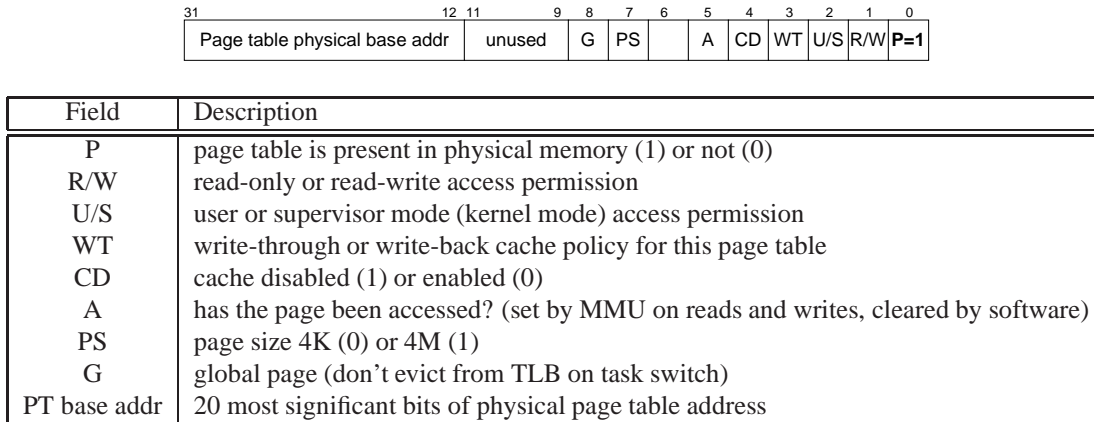 31 12 11 9 8 7 6 5 4 3 2 1 0
Page table physical base addr unused G PS A CD WT U/S R/W P=1
Field Description
P page table is present in physical memory (1) or not (0)
R/W read-only or read-write access permission
U/S user or supervisor mode (kernel mode) access permission
WT write-through or write-back cache policy for this page table
CD cache disabled (1) or enabled (0)
A has the page been accessed? (set by MMU on reads and writes, cleared by software)
PS page size 4K (0) or 4M (1)
G global page (don't evict from TLB on task switch)
PT base addr 20 most significant bits of physical page table address